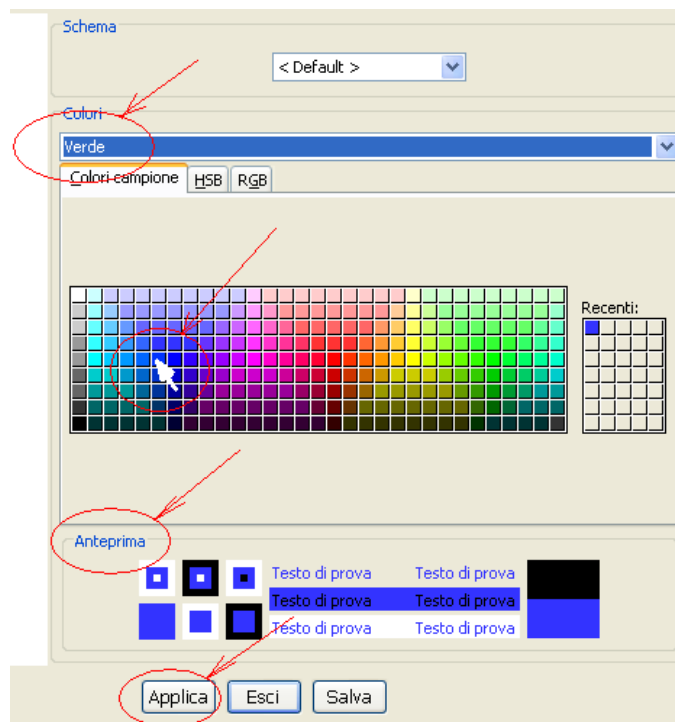 Schema
< Default >
Colori
Verde
Colori campione HSB RGB
Recenti:
Anteprima
Testo di prova Testo di prova
Testo di prova Testo di prova
Testo di prova Testo di prova
Applica Esci Salva